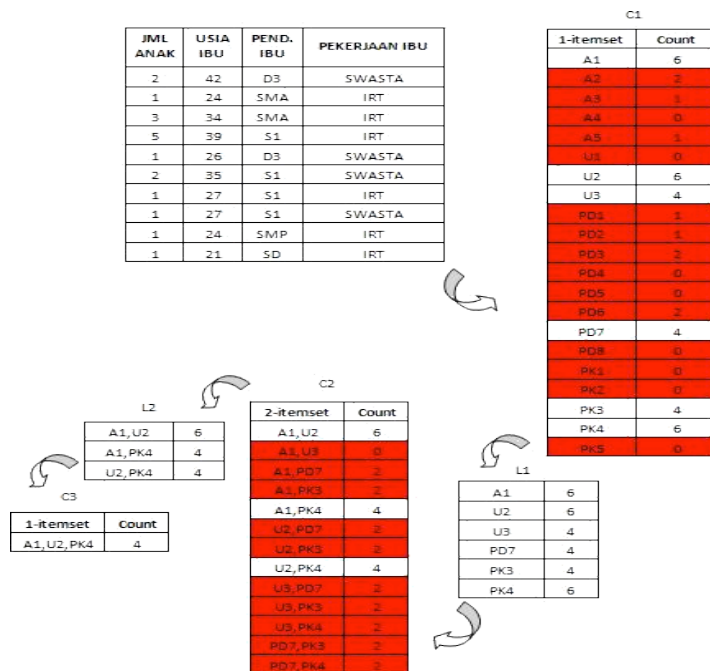 JML ANAK USIA IBU PEND. IBU PEKERJAAN IBU
2 42 D3 SWASTA
1 24 SMA IRT
3 34 SMA IRT
5 39 S1 IRT
1 26 D3 SWASTA
2 35 S1 SWASTA
1 27 S1 IRT
1 27 S1 SWASTA
1 24 SMP IRT
1 21 SD IRT
C1
1-itemset Count
A1 6
A2 2
A3 1
A4 0
A5 1
U1 0
U2 6
U3 4
PD1 1
PD2 1
PD3 2
PD4 0
PD5 0
PD6 2
PD7 4
PD8 0
PK1 0
PK2 0
PK3 4
PK4 6
PK5 0
L1
A1 6
U2 6
U3 4
PD7 4
PK3 4
PK4 6
C2
2-itemset Count
A1,U2 6
A1,U3 0
A1,PD7 2
A1,PK3 2
A1,PK4 4
U2,PD7 2
U2,PK3 2
U2,PK4 4
U3,PD7 2
U3,PK3 2
U3,PK4 2
PD7,PK3 2
PD7,PK4 2
L2
A1,U2 6
A1,PK4 4
U2,PK4 4
C3
1-itemset Count
A1,U2,PK4 4